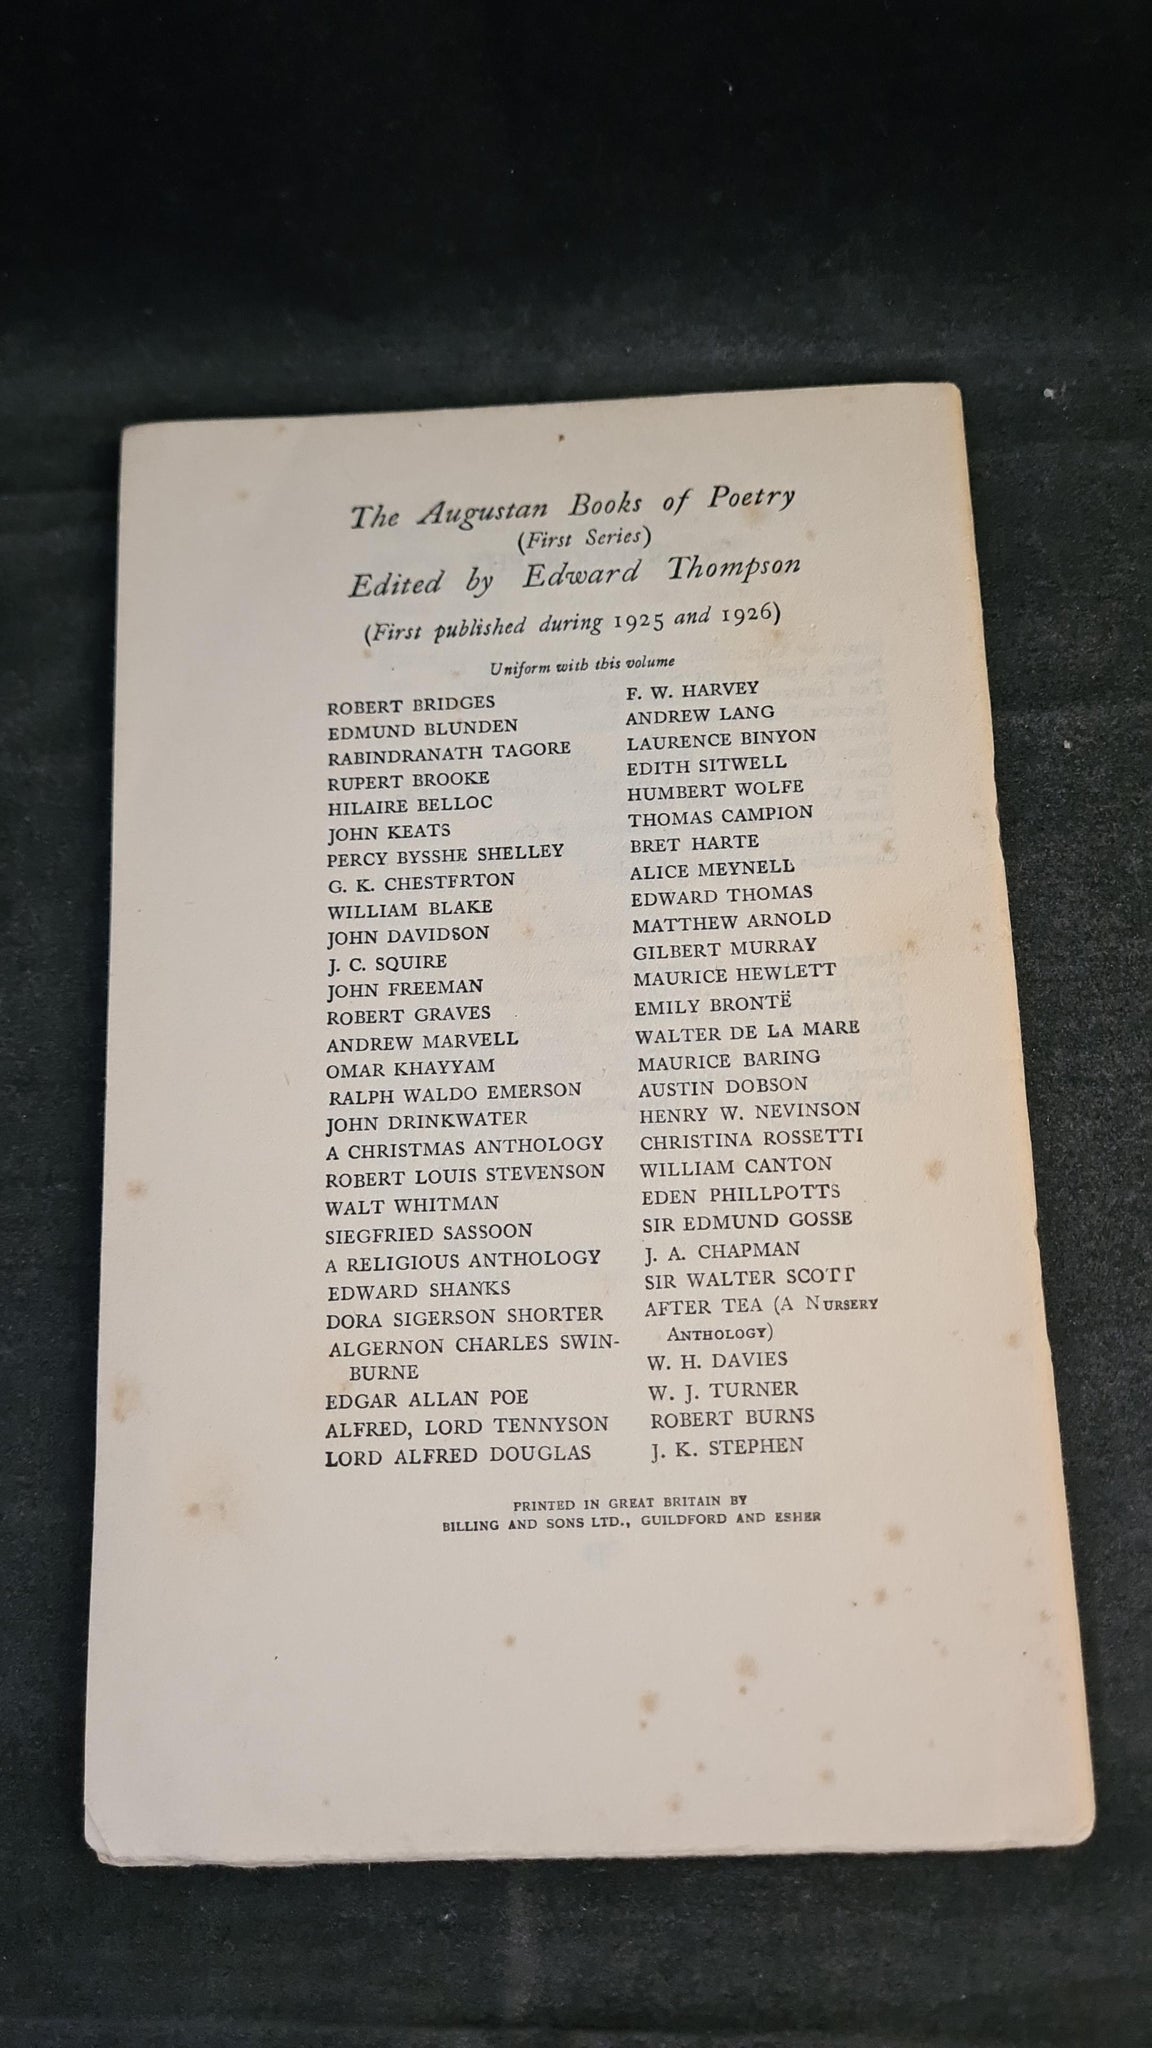 The Augustan Books of Poetry
(First Series)
Edited by Edward Thompson
(First published during 1925 and 1926)
Uniform with this volume
ROBERT BRIDGES
EDMUND BLUNDEN
RABINDRANATH TAGORE
RUPERT BROOKE
HILAIRE BELLOC
JOHN KEATS
PERCY BYSSHE SHELLEY
G. K. CHESTFRTON
WILLIAM BLAKE
JOHN DAVIDSON
J. C. SQUIRE
JOHN FREEMAN
ROBERT GRAVES
ANDREW MARVELL
OMAR KHAYYAM
RALPH WALDO EMERSON
JOHN DRINKWATER
A CHRISTMAS ANTHOLOGY
ROBERT LOUIS STEVENSON
WALT WHITMAN
SIEGFRIED SASSOON
A RELIGIOUS ANTHOLOGY
EDWARD SHANKS
DORA SIGERSON SHORTER
ALGERNON CHARLES SWIN-
BURNE
EDGAR ALLAN POE
ALFRED, LORD TENNYSON
LORD ALFRED DOUGLAS
F. W. HARVEY
ANDREW LANG
LAURENCE BINYON
EDITH SITWELL
HUMBERT WOLFE
THOMAS CAMPION
BRET HARTE
ALICE MEYNELL
EDWARD THOMAS
MATTHEW ARNOLD
GILBERT MURRAY
MAURICE HEWLETT
EMILY BRONTË
WALTER DE LA MARE
MAURICE BARING
AUSTIN DOBSON
HENRY W. NEVINSON
CHRISTINA ROSSETTI
WILLIAM CANTON
EDEN PHILLPOTTS
SIR EDMUND GOSSE
J. A. CHAPMAN
SIR WALTER SCOTT
AFTER TEA (A NURSERY
ANTHOLOGY)
W. H. DAVIES
W. J. TURNER
ROBERT BURNS
J. K. STEPHEN
PRINTED IN GREAT BRITAIN BY
BILLING AND SONS LTD., GUILDFORD AND ESHER